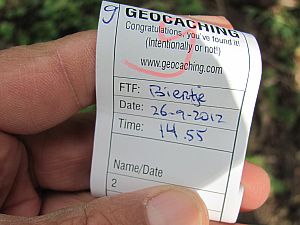 GEOCACHING
Congratulations, you've found it!
(Intentionally or not!)
www.geocaching.com
FTF: Biertje
Date: 26-9-2012
Time: 14.55
Name/Date
2